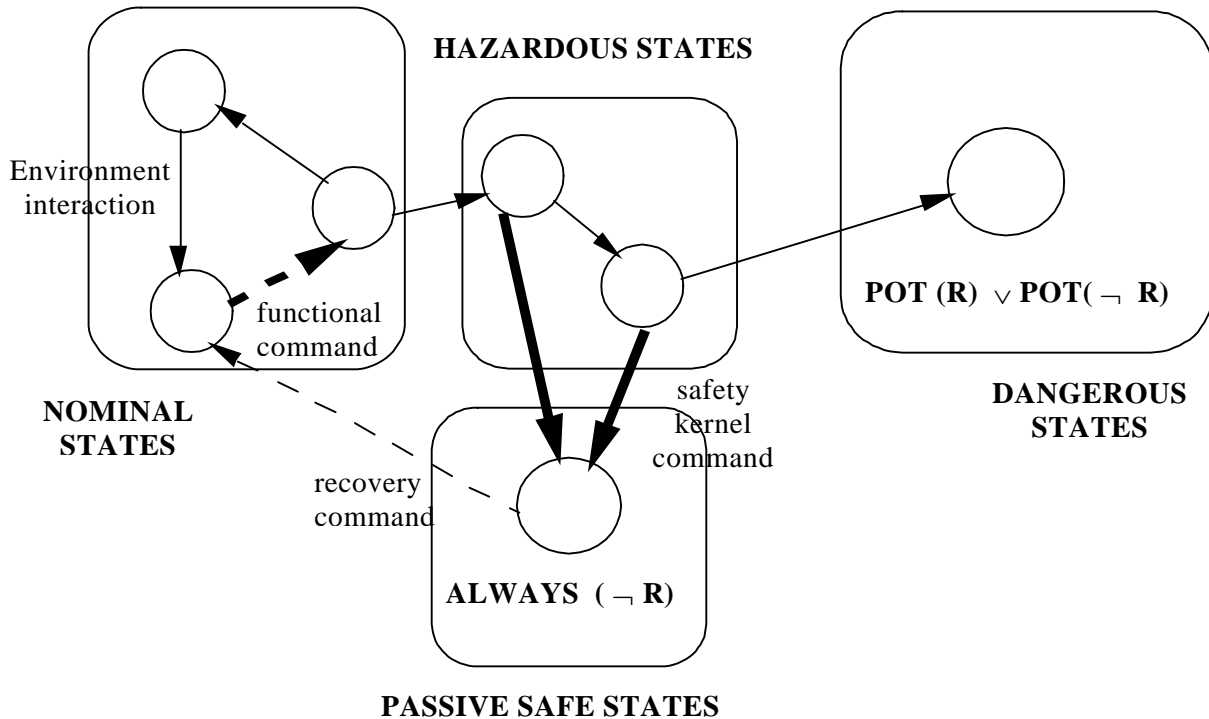 HAZARDOUS STATES
Environment
interaction
functional
command
POT (R) ∨ POT( ¬ R)
NOMINAL
STATES
safety
kernel
command
DANGEROUS
STATES
recovery
command
ALWAYS ( ¬ R)
PASSIVE SAFE STATES